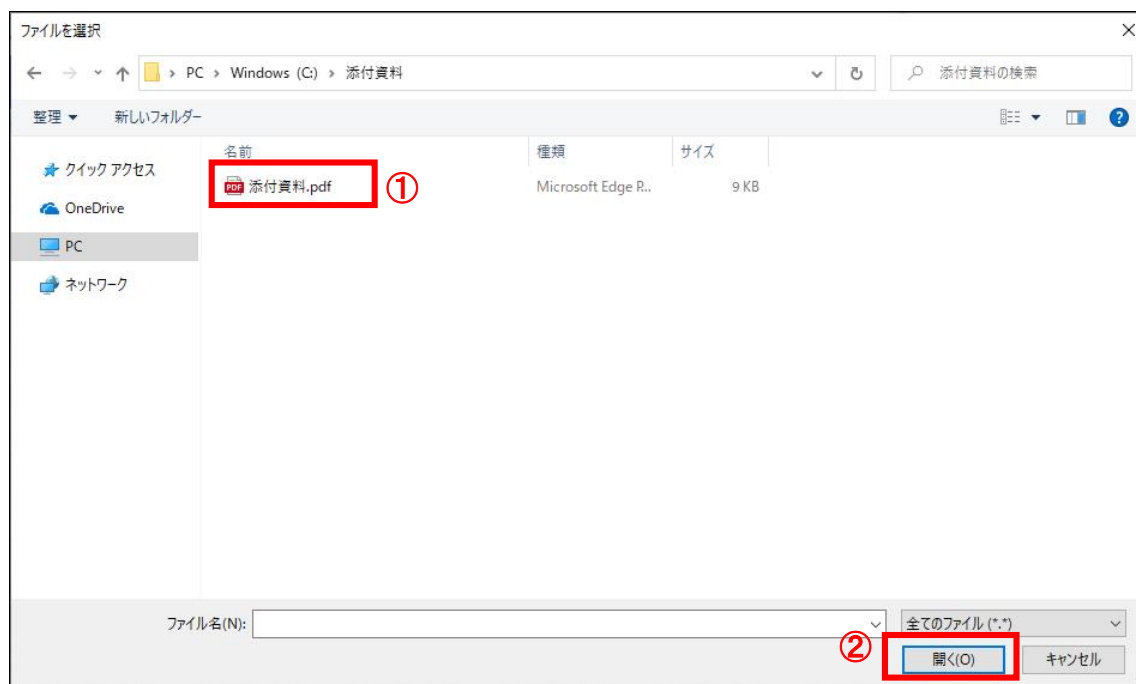 ファイルを選択
PC › Windows (C:) › 添付資料
添付資料の検索
整理
新しいフォルダー
名前 種類 サイズ
クイック アクセス
添付資料.pdf Microsoft Edge P... 9 KB
①
OneDrive
PC
ネットワーク
ファイル名(N):
全てのファイル (*.*)
②
開く(O) キャンセル